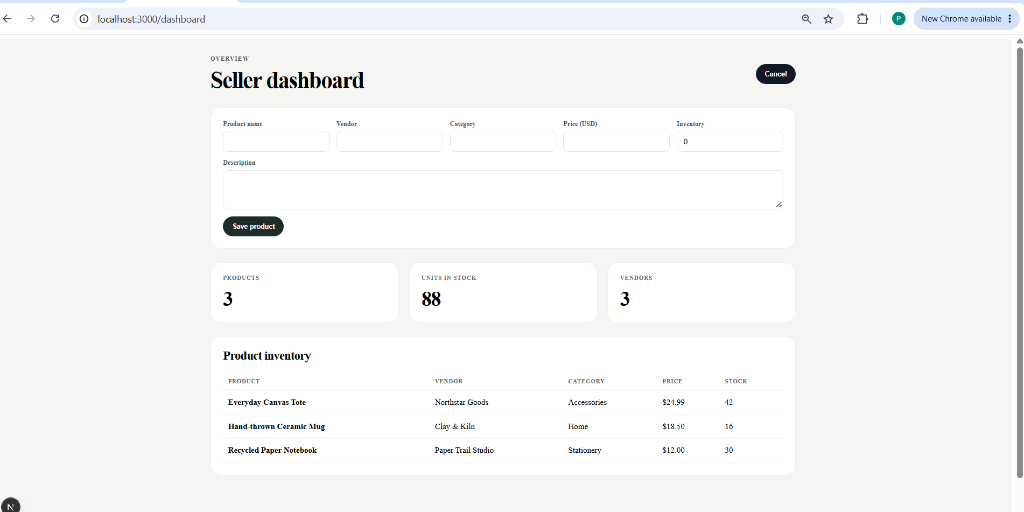 localhost:3000/dashboard
P
New Chrome available
OVERVIEW
Seller dashboard
Cancel
Product name Vendor Category Price (USD) Inventory
0
Description
Save product
PRODUCTS UNITS IN STOCK VENDORS
3 88 3
Product inventory
PRODUCT VENDOR CATEGORY PRICE STOCK
Everyday Canvas Tote Northstar Goods Accessories $24.99 42
Hand-thrown Ceramic Mug Clay & Kiln Home $18.50 16
Recycled Paper Notebook Paper Trail Studio Stationery $12.00 30
N